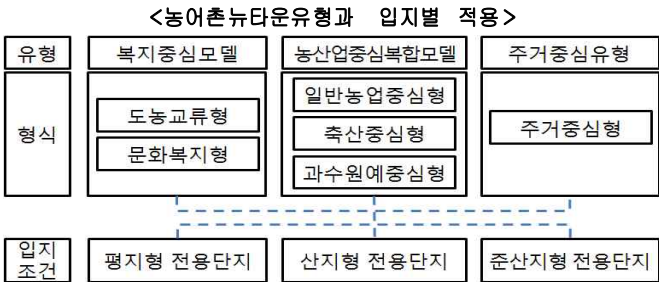 <농어촌뉴타운유형과 입지별 적용>
유형 복지중심모델 농산업중심복합모델 주거중심유형
형식
도농교류형
문화복지형
일반농업중심형
축산중심형
과수원예중심형
주거중심형
입지
조건
평지형 전용단지 산지형 전용단지 준산지형 전용단지